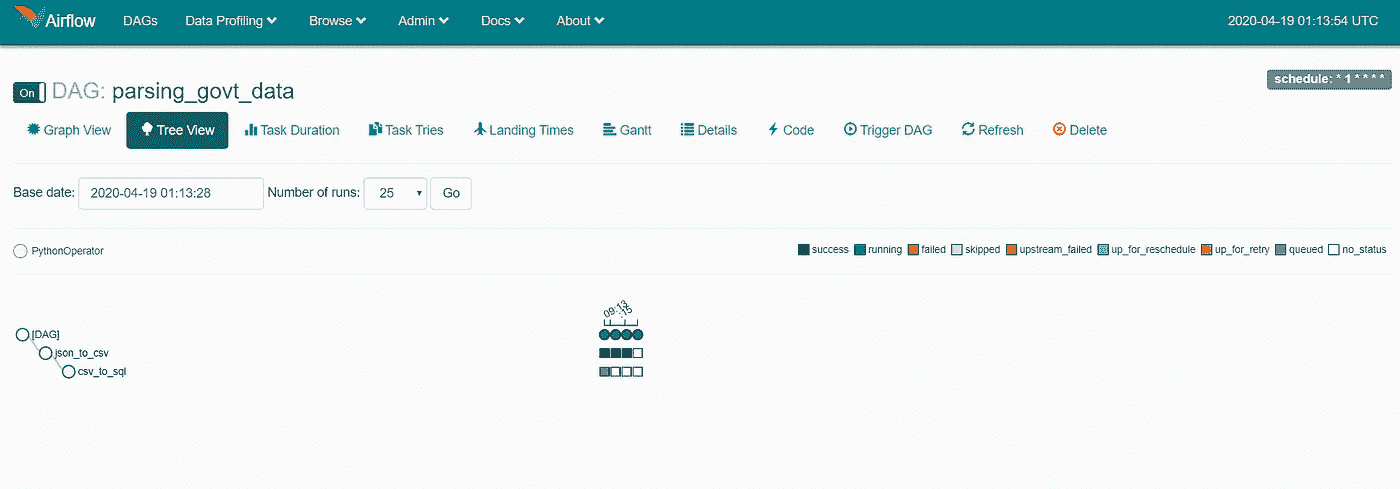 Airflow DAGs Data Profiling Browse Admin Docs About 2020-04-19 01:13:54 UTC
schedule: * 1 * * * *
On DAG: parsing_govt_data
Graph View Tree View Task Duration Task Tries Landing Times Gantt Details Code Trigger DAG Refresh Delete
Base date: 2020-04-19 01:13:28 Number of runs: 25 Go
PythonOperator success running failed skipped upstream_failed up_for_reschedule up_for_retry queued no_status
09:13
:15
[DAG]
json_to_csv
csv_to_sql